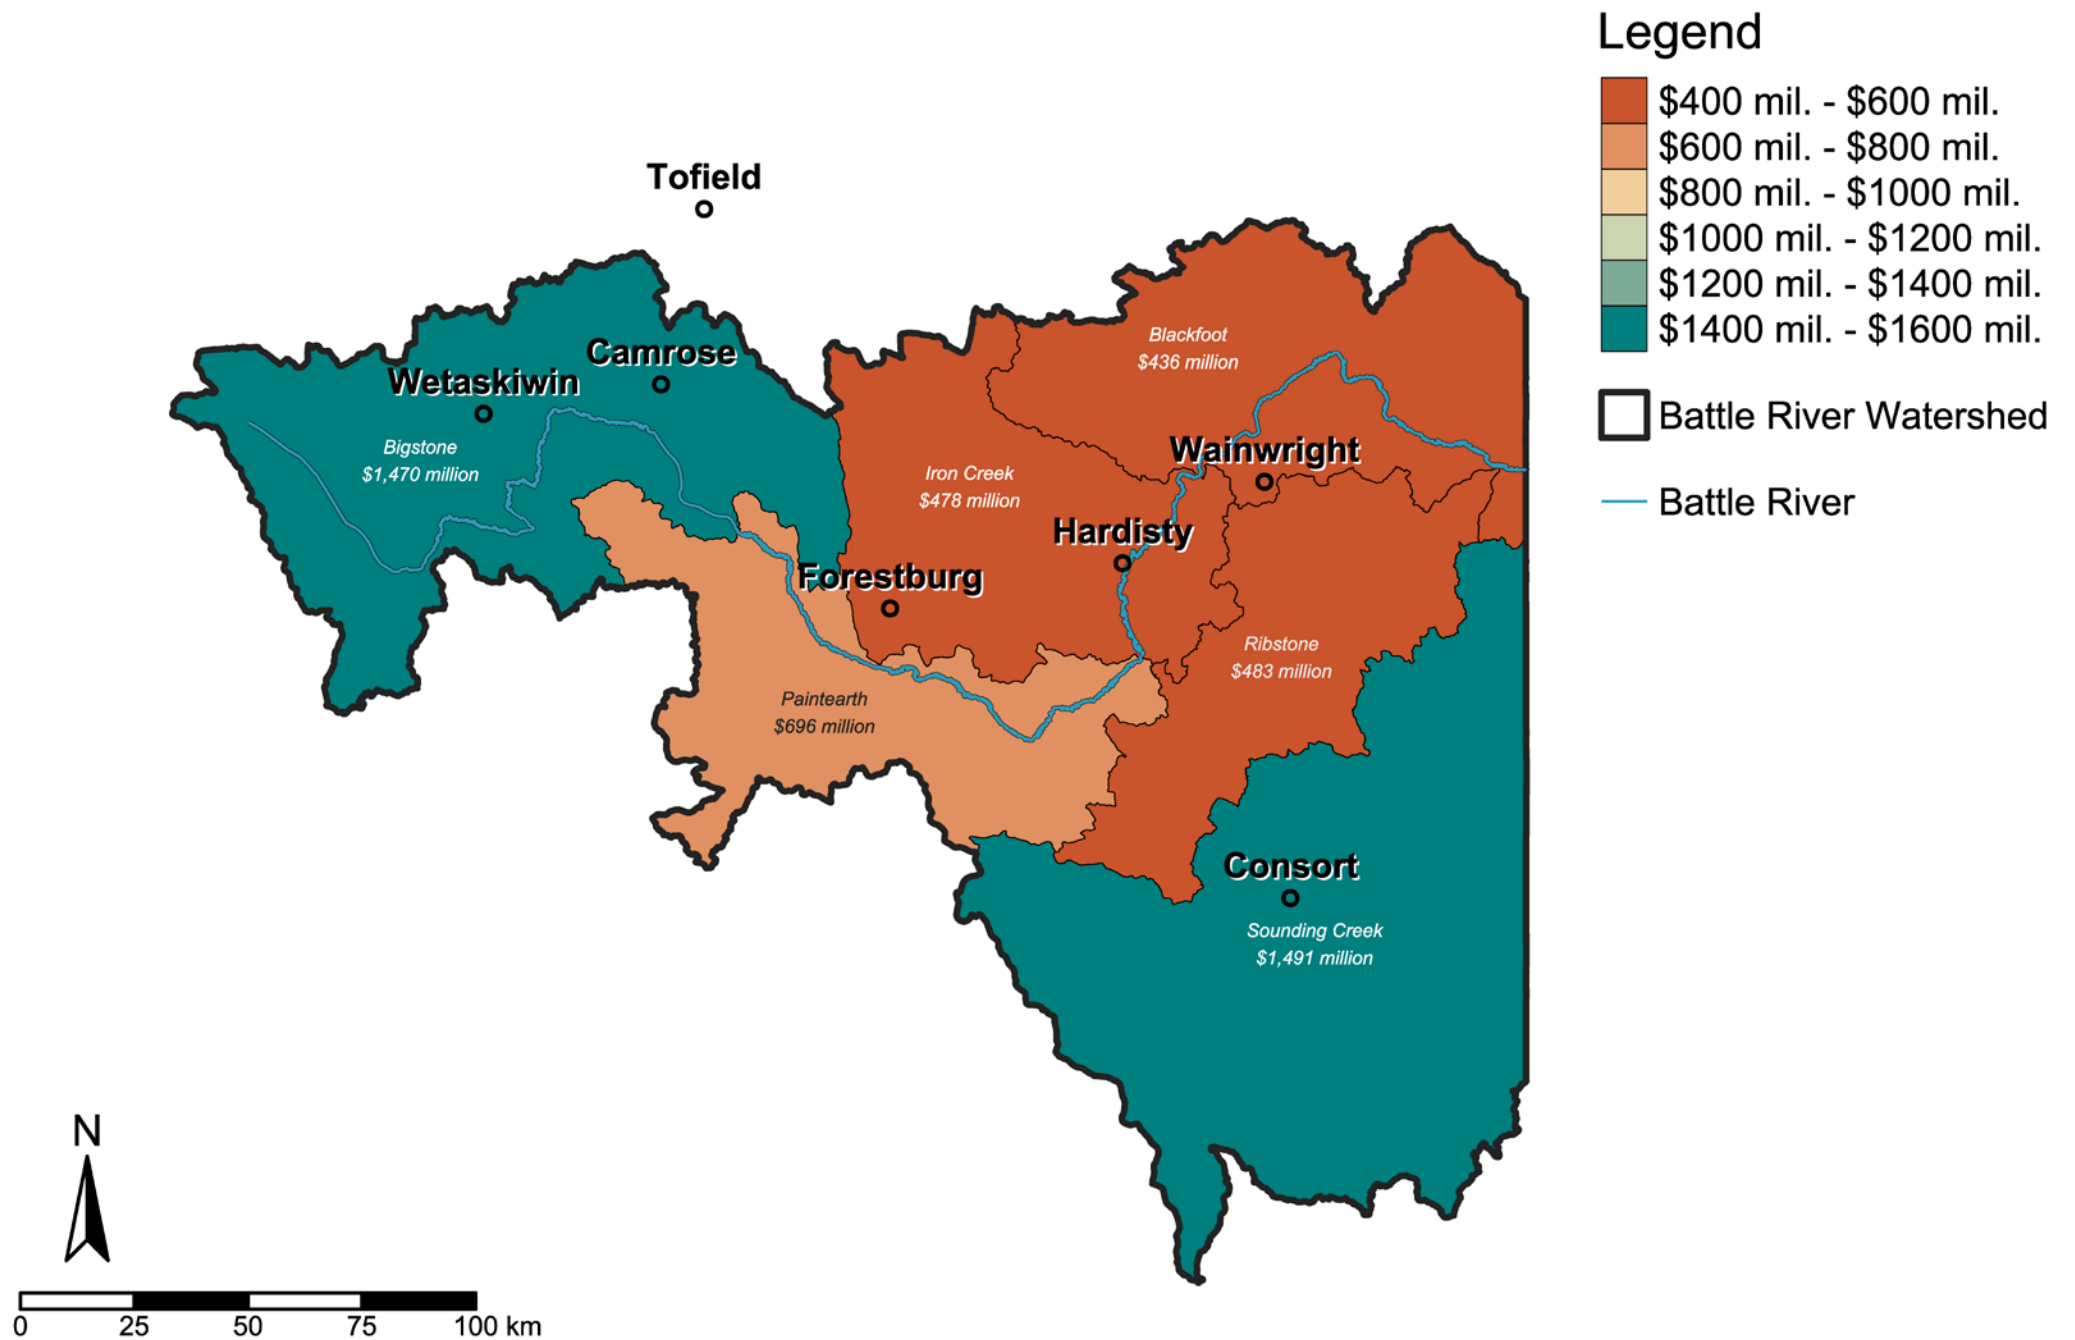 Legend
$400 mil. - $600 mil.
$600 mil. - $800 mil.
$800 mil. - $1000 mil.
$1000 mil. - $1200 mil.
$1200 mil. - $1400 mil.
$1400 mil. - $1600 mil.
Battle River Watershed
Battle River
Tofield
Camrose
Wetaskiwin
Bigstone
$1,470 million
Blackfoot
$436 million
Wainwright
Iron Creek
$478 million
Hardisty
Forestburg
Ribstone
$483 million
Paintearth
$696 million
Consort
Sounding Creek
$1,491 million
N
0 25 50 75 100 km